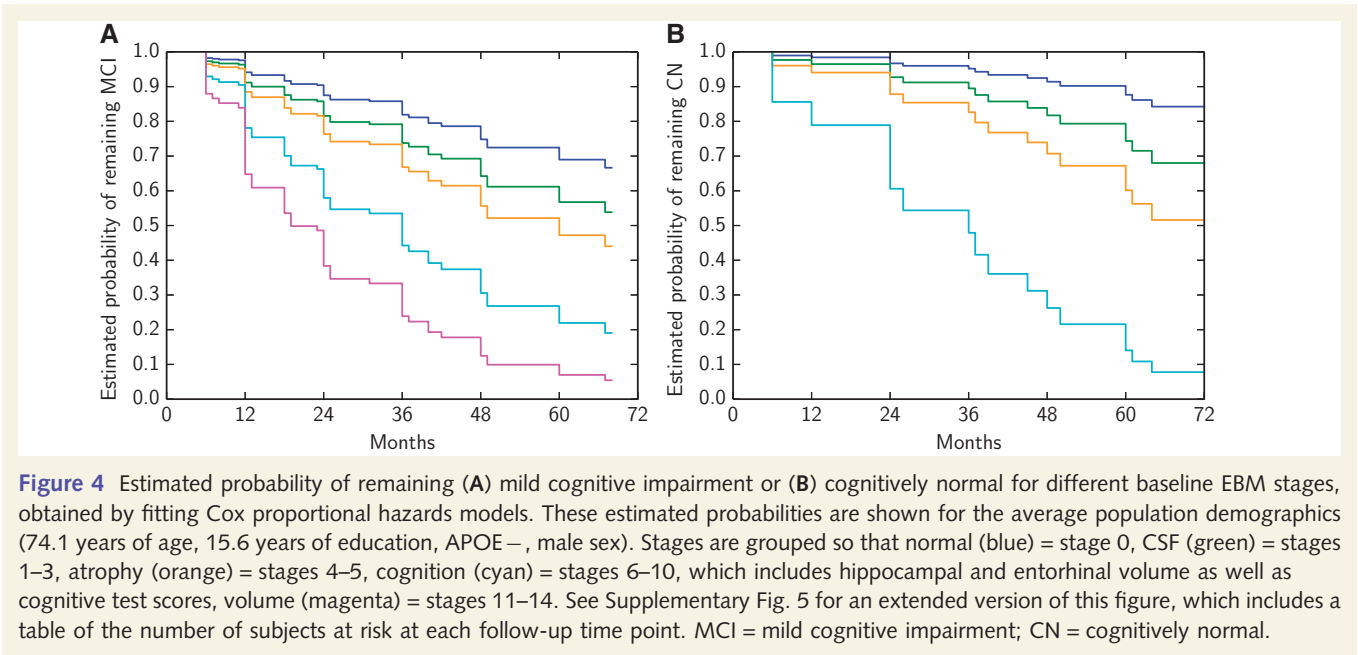 A
B
Estimated probability of remaining MCI
1.0
0.9
0.8
0.7
0.6
0.5
0.4
0.3
0.2
0.1
0.0
0 12 24 36 48 60 72
Months
Estimated probability of remaining CN
1.0
0.9
0.8
0.7
0.6
0.5
0.4
0.3
0.2
0.1
0.0
0 12 24 36 48 60 72
Months
Figure 4 Estimated probability of remaining (A) mild cognitive impairment or (B) cognitively normal for different baseline EBM stages,
obtained by fitting Cox proportional hazards models. These estimated probabilities are shown for the average population demographics
(74.1 years of age, 15.6 years of education, APOE−, male sex). Stages are grouped so that normal (blue) = stage 0, CSF (green) = stages
1–3, atrophy (orange) = stages 4–5, cognition (cyan) = stages 6–10, which includes hippocampal and entorhinal volume as well as
cognitive test scores, volume (magenta) = stages 11–14. See Supplementary Fig. 5 for an extended version of this figure, which includes a
table of the number of subjects at risk at each follow-up time point. MCI = mild cognitive impairment; CN = cognitively normal.